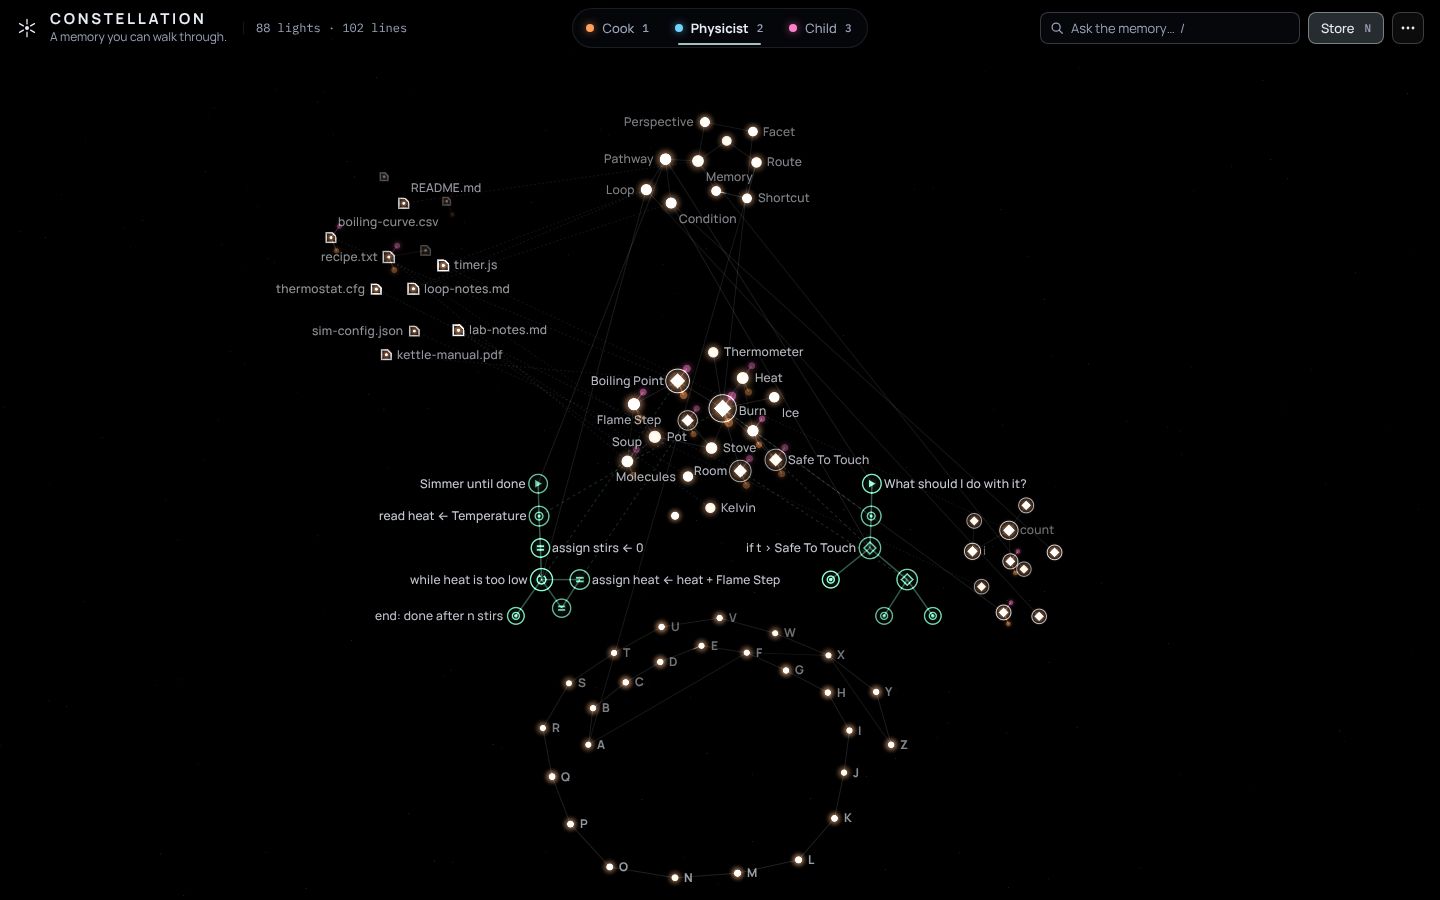 CONSTELLATION
A memory you can walk through.
88 lights · 102 lines
Cook 1
Physicist 2
Child 3
Ask the memory… /
Store N
Perspective
Facet
Pathway
Route
Memory
Loop
Shortcut
Condition
README.md
boiling-curve.csv
recipe.txt
timer.js
thermostat.cfg
loop-notes.md
sim-config.json
lab-notes.md
kettle-manual.pdf
Thermometer
Boiling Point
Heat
Burn
Ice
Flame Step
Pot
Soup
Stove
Safe To Touch
Molecules
Room
Kelvin
Simmer until done
What should I do with it?
read heat ← Temperature
count
assign stirs ← 0
if t > Safe To Touch
i
while heat is too low
assign heat ← heat + Flame Step
end: done after n stirs
V
U
W
E
T
F
X
D
G
S
C
H
Y
B
R
I
A
Z
Q
J
P
K
O
L
N
M